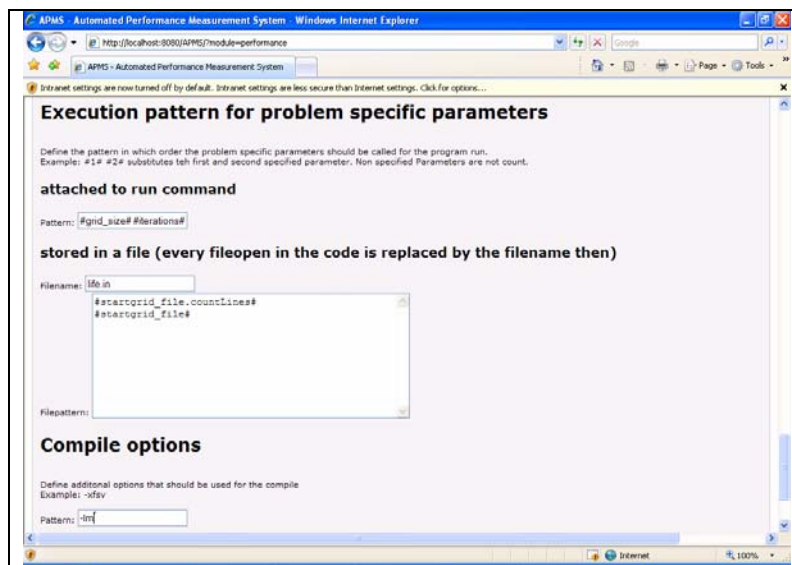 APMS - Automated Performance Measurement System - Windows Internet Explorer
http://localhost:8080/APMS/?module=performance
Google
APMS - Automated Performance Measurement System
Page
Tools
Intranet settings are now turned off by default. Intranet settings are less secure than Internet settings. Click for options...
Execution pattern for problem specific parameters
Define the pattern in which order the problem specific parameters should be called for the program run.
Example: #1# #2# substitutes teh first and second specified parameter. Non specified Parameters are not count.
attached to run command
Pattern: #grid_size# #iterations#
stored in a file (every fileopen in the code is replaced by the filename then)
Filename: life.in
#startgrid_file.countLines#
#startgrid_file#
Filepattern:
Compile options
Define additonal options that should be used for the compile
Example: -xfsv
Pattern: -lm
Internet
100%